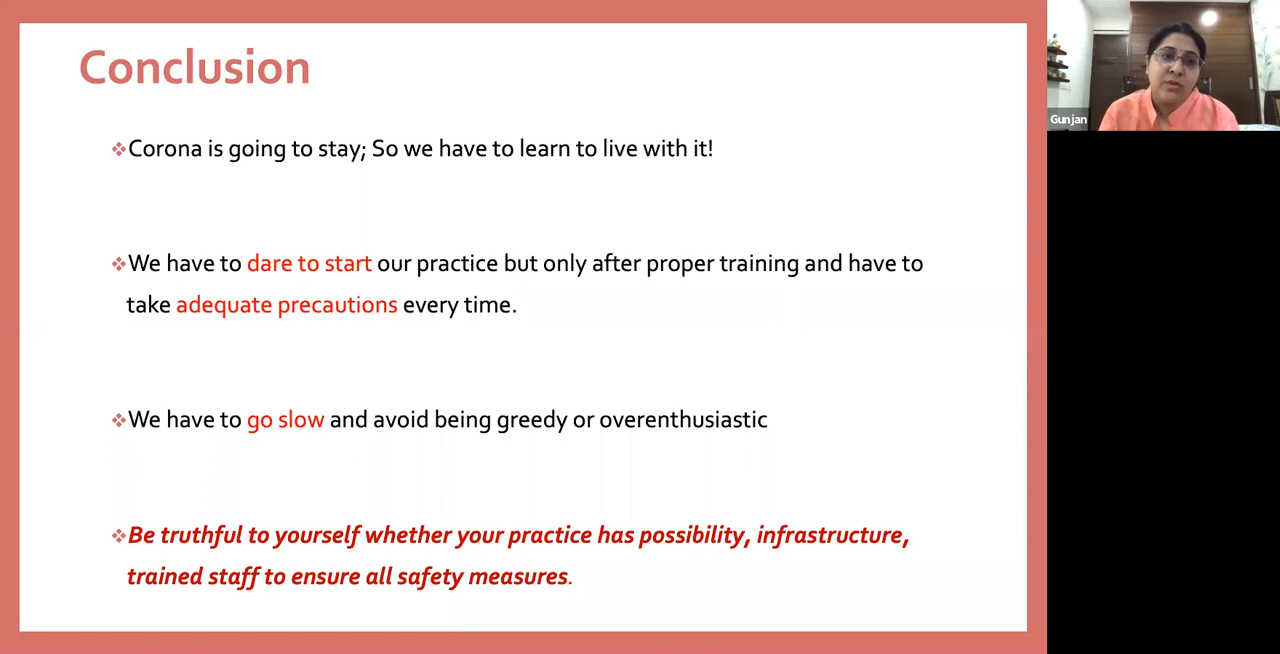 Conclusion
❖Corona is going to stay; So we have to learn to live with it!
❖We have to dare to start our practice but only after proper training and have to
take adequate precautions every time.
❖We have to go slow and avoid being greedy or overenthusiastic
❖Be truthful to yourself whether your practice has possibility, infrastructure,
trained staff to ensure all safety measures.
Gunjan